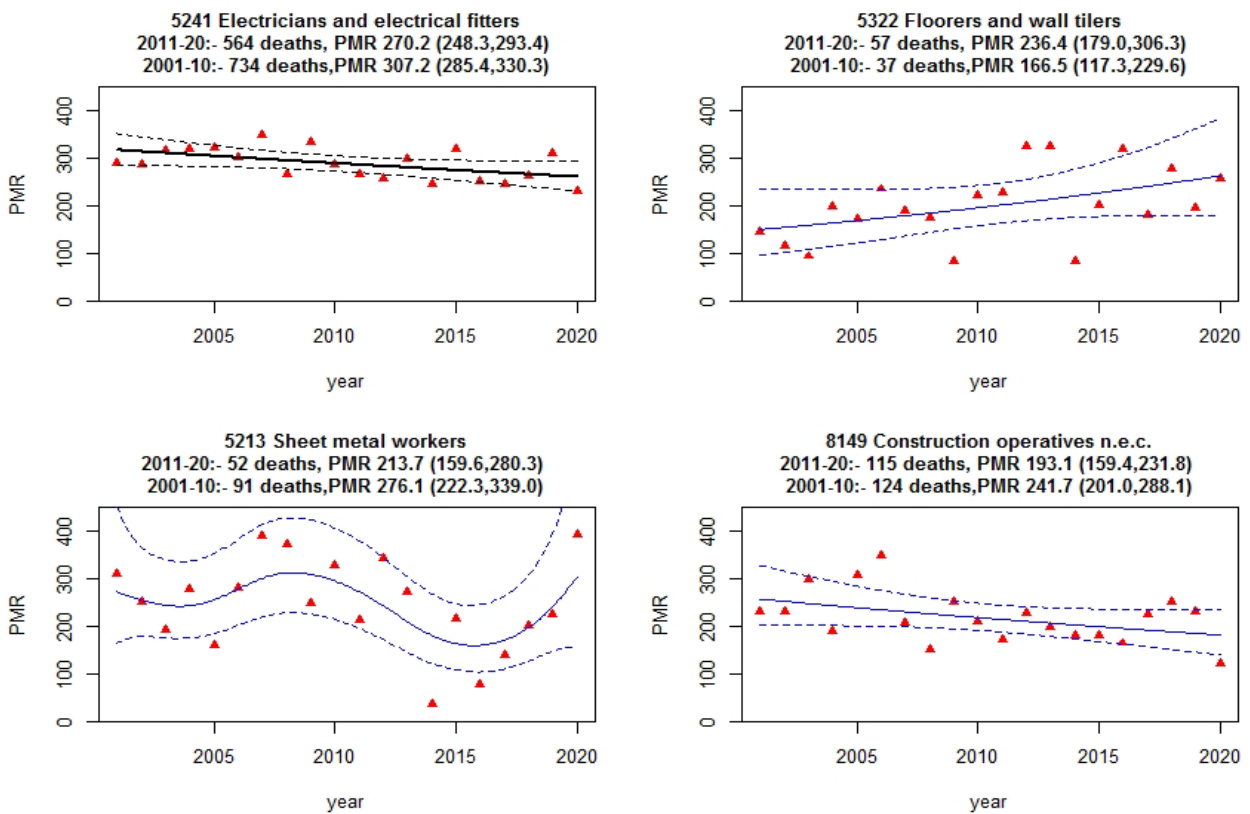 5241 Electricians and electrical fitters
2011-20:- 564 deaths, PMR 270.2 (248.3,293.4)
2001-10:- 734 deaths,PMR 307.2 (285.4,330.3)
PMR
400
300
200
100
0
2005
2010
2015
2020
year
5322 Floorers and wall tilers
2011-20:- 57 deaths, PMR 236.4 (179.0,306.3)
2001-10:- 37 deaths,PMR 166.5 (117.3,229.6)
PMR
400
300
200
100
0
2005
2010
2015
2020
year
5213 Sheet metal workers
2011-20:- 52 deaths, PMR 213.7 (159.6,280.3)
2001-10:- 91 deaths,PMR 276.1 (222.3,339.0)
PMR
400
300
200
100
0
2005
2010
2015
2020
year
8149 Construction operatives n.e.c.
2011-20:- 115 deaths, PMR 193.1 (159.4,231.8)
2001-10:- 124 deaths,PMR 241.7 (201.0,288.1)
PMR
400
300
200
100
0
2005
2010
2015
2020
year